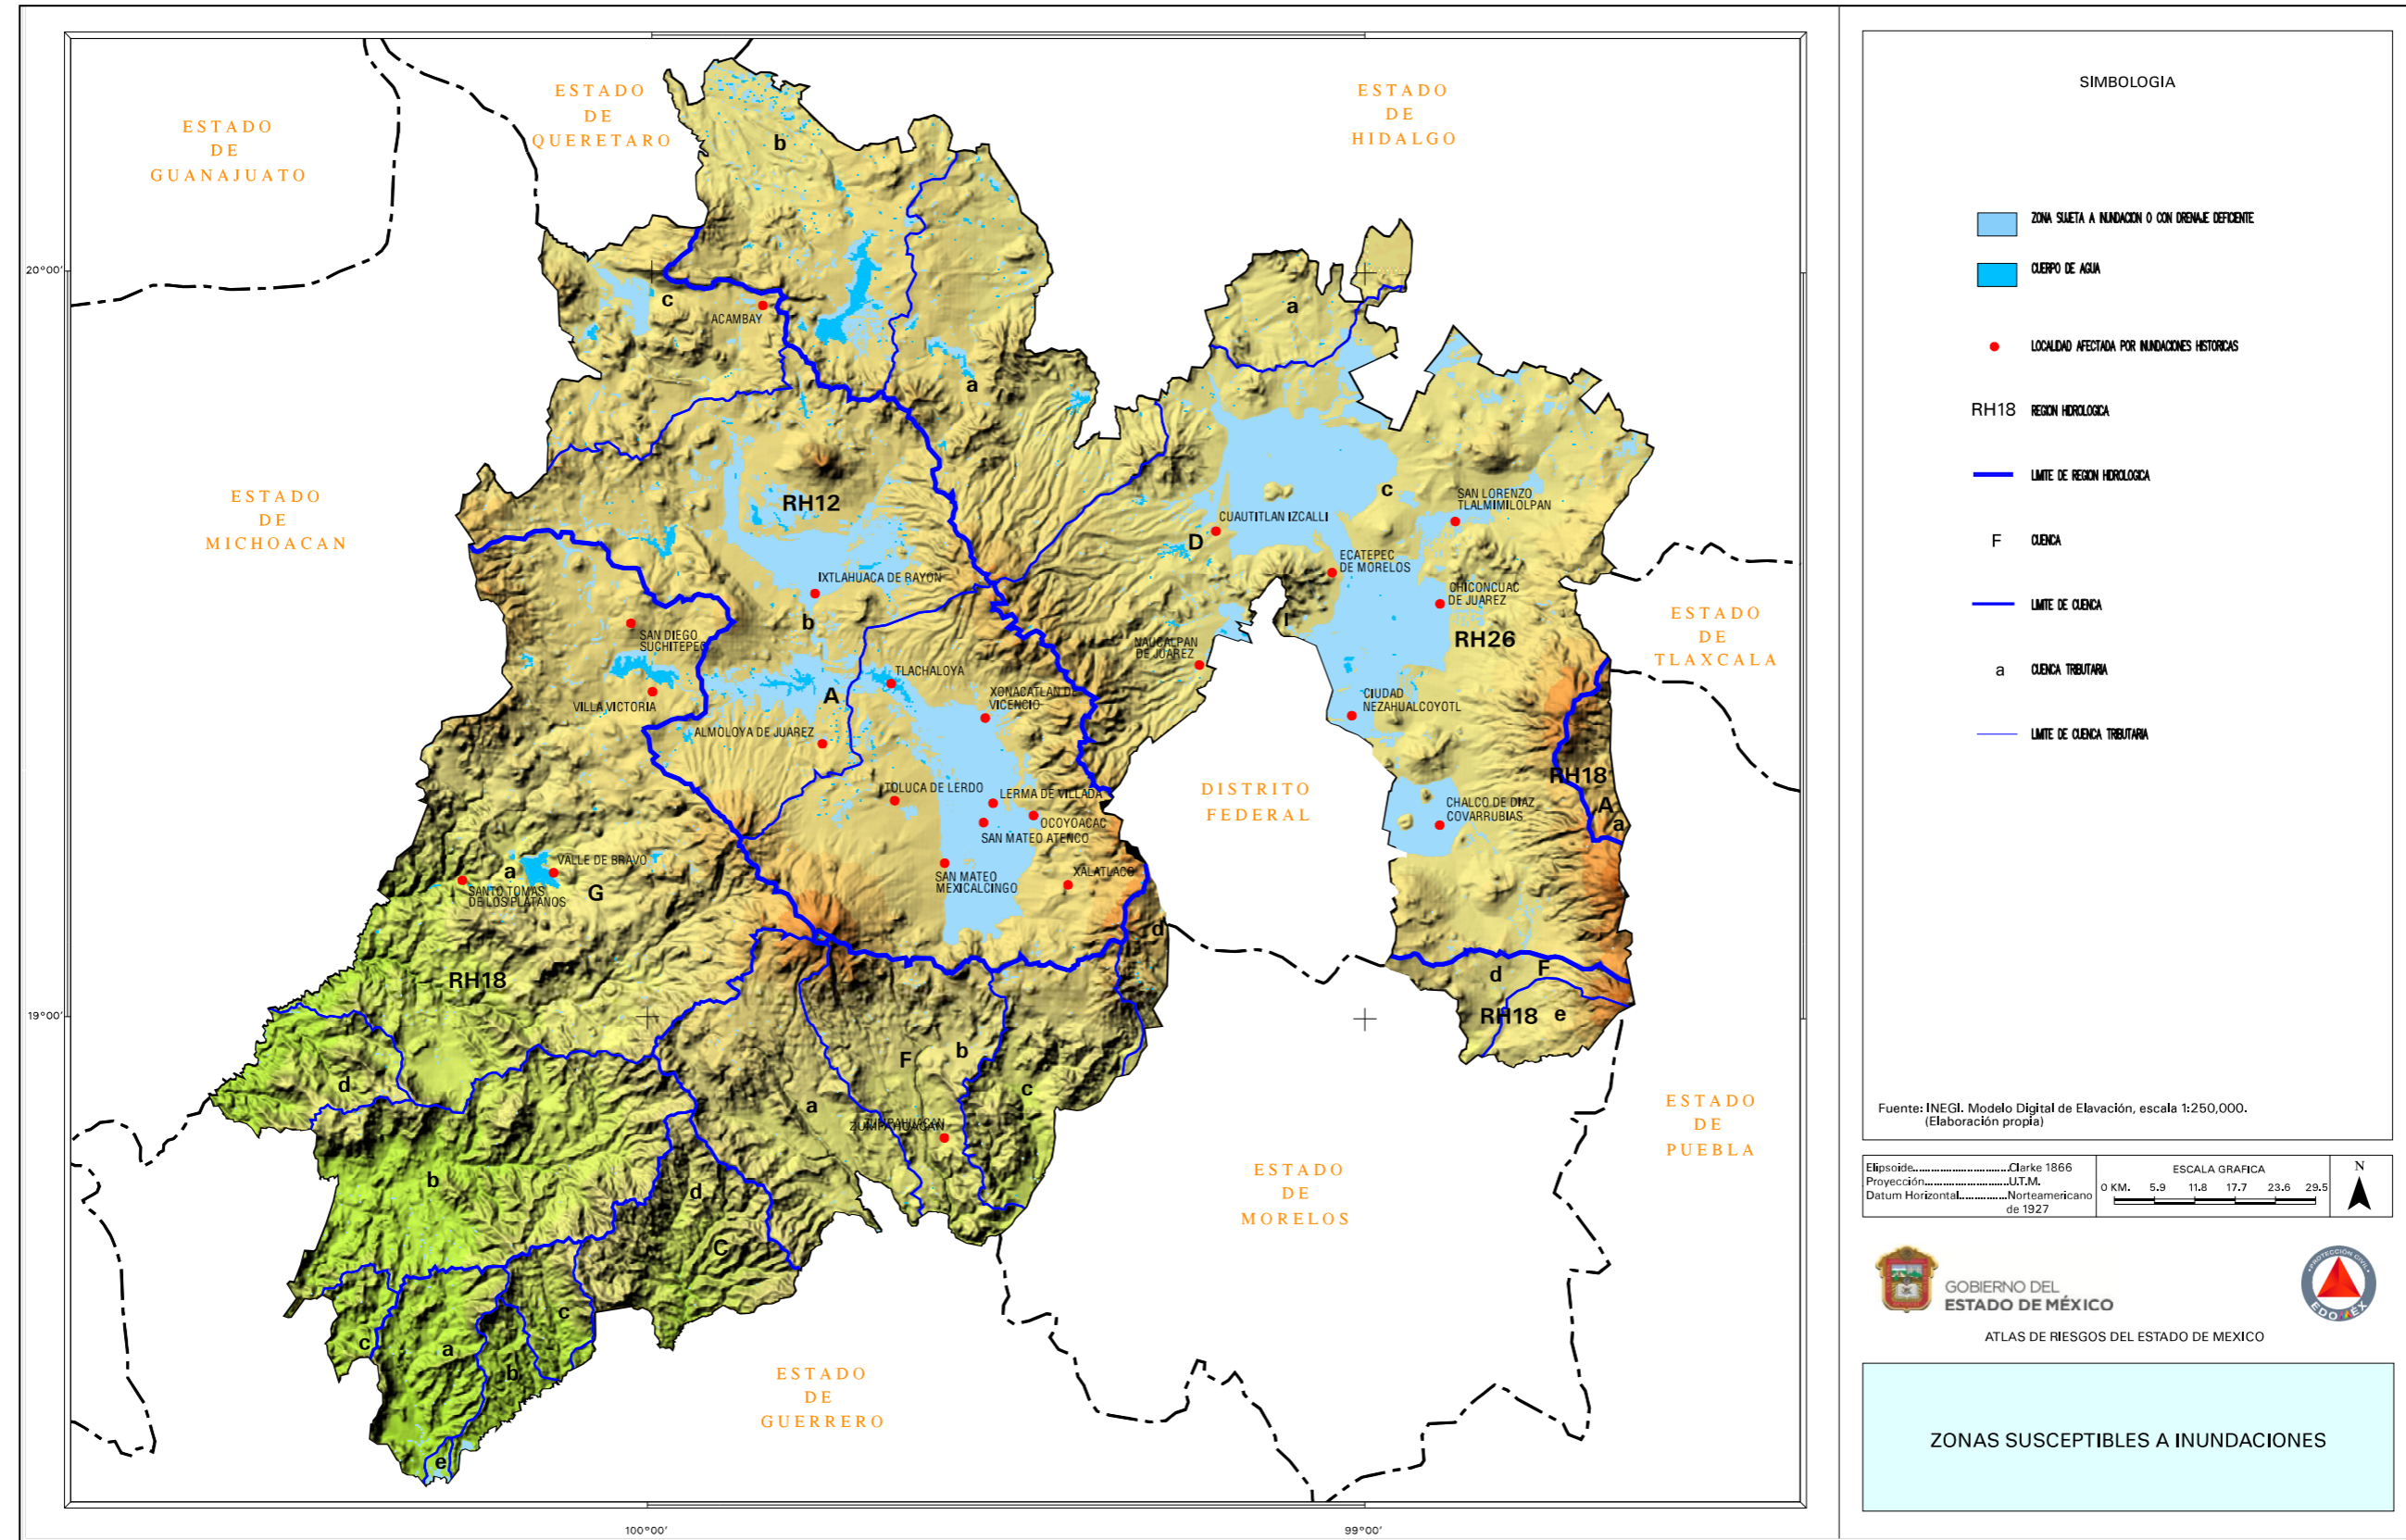 ESTADO
DE
GUANAJUATO
ESTADO
DE
QUERETARO
ESTADO
DE
HIDALGO
ESTADO
DE
MICHOACAN
ESTADO
DE
TLAXCALA
DISTRITO
FEDERAL
ESTADO
DE
PUEBLA
ESTADO
DE
MORELOS
ESTADO
DE
GUERRERO
20°00'
19°00'
100°00'
99°00'
b
c
ACAMBAY
a
a
RH12
c
SAN LORENZO
TLALMIMILOLPAN
CUAUTITLAN IZCALLI
D
ECATEPEC
DE MORELOS
IXTLAHUACA DE RAYON
CHICONCUAC
DE JUAREZ
b
SAN DIEGO
SUCHITEPEC
RH26
NAUCALPAN
DE JUAREZ
TLACHALOYA
A
XONACATLAN DE
VICENCIO
CIUDAD
NEZAHUALCOYOTL
VILLA VICTORIA
ALMOLOYA DE JUAREZ
RH18
A
a
TOLUCA DE LERDO
LERMA DE VILLADA
OCOYOACAC
SAN MATEO ATENCO
CHALCO DE DIAZ
COVARRUBIAS
VALLE DE BRAVO
a
G
SANTO TOMAS
DE LOS PLATANOS
SAN MATEO
MEXICALCINGO
XALATLACO
d
RH18
d
F
RH18
e
F
b
d
c
a
ZUMPAHUACAN
b
d
C
c
c
a
b
e
SIMBOLOGIA
ZONA SUJETA A INUNDACION O CON DRENAJE DEFICIENTE
CUERPO DE AGUA
LOCALIDAD AFECTADA POR INUNDACIONES HISTORICAS
RH18 REGION HIDROLOGICA
LIMITE DE REGION HIDROLOGICA
F CUENCA
LIMITE DE CUENCA
a CUENCA TRIBUTARIA
LIMITE DE CUENCA TRIBUTARIA
Fuente: INEGI. Modelo Digital de Elavación, escala 1:250,000.
(Elaboración propia)
Elipsoide..............................Clarke 1866
Proyección...........................U.T.M.
Datum Horizontal..............Norteamericano
de 1927
ESCALA GRAFICA
0 KM. 5.9 11.8 17.7 23.6 29.5
N
GOBIERNO DEL
ESTADO DE MÉXICO
PROTECCIÓN CIVIL
EDOMÉX
ATLAS DE RIESGOS DEL ESTADO DE MEXICO
ZONAS SUSCEPTIBLES A INUNDACIONES